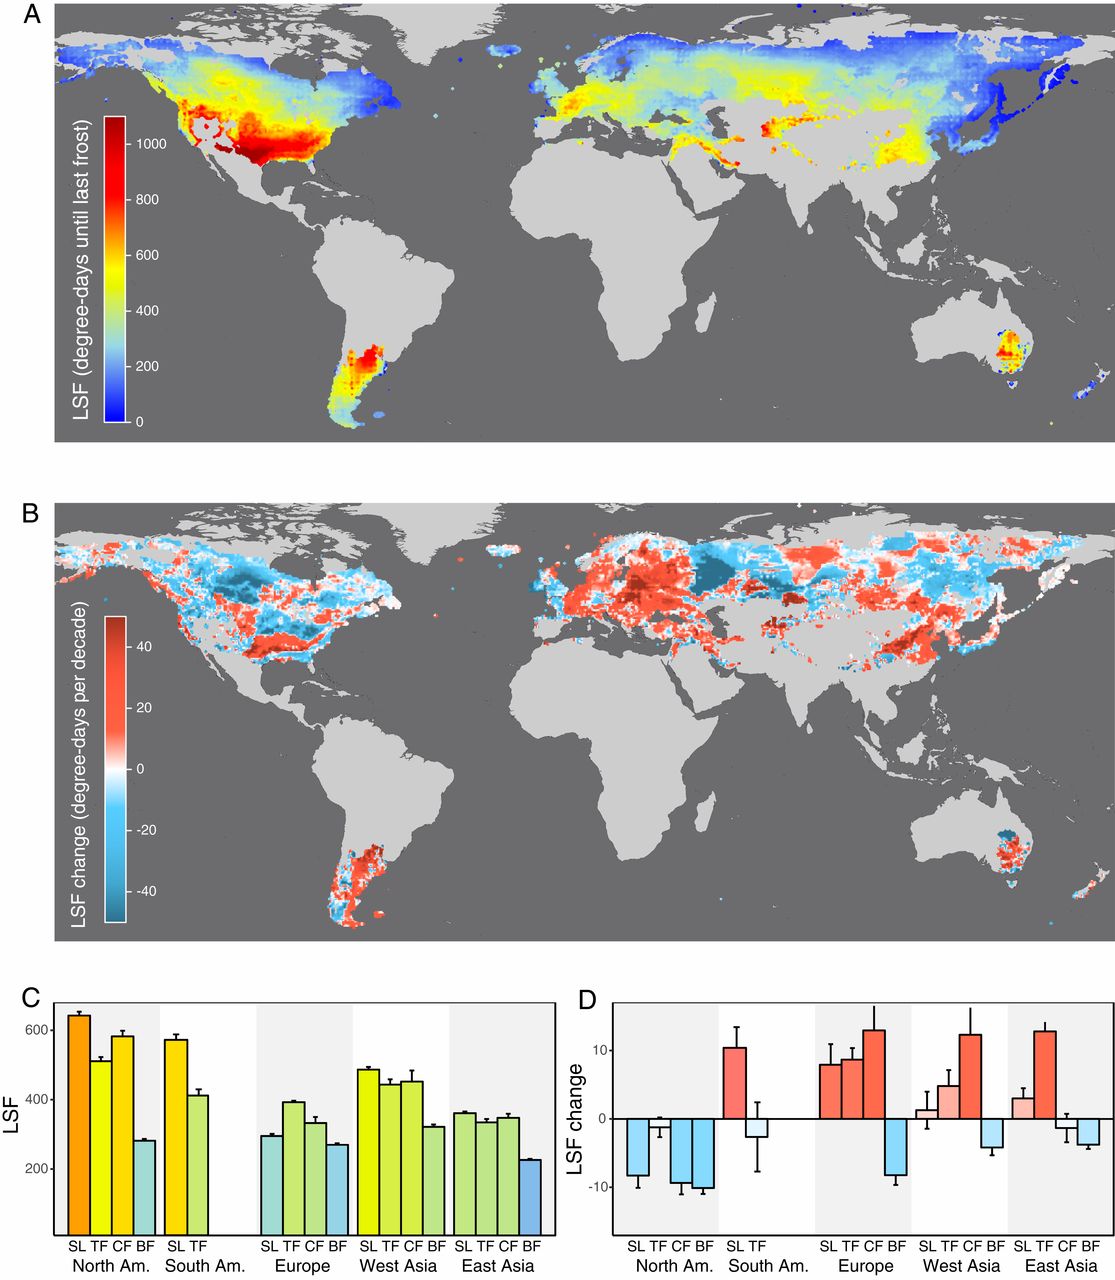 A
LSF (degree-days until last frost)
1000
800
600
400
200
0
B
LSF change (degree-days per decade)
40
20
0
-20
-40
C
LSF
600
400
200
SL TF CF BF SL TF SL TF CF BF SL TF CF BF SL TF CF BF
North Am. South Am. Europe West Asia East Asia
D
LSF change
10
0
-10
SL TF CF BF SL TF SL TF CF BF SL TF CF BF SL TF CF BF
North Am. South Am. Europe West Asia East Asia